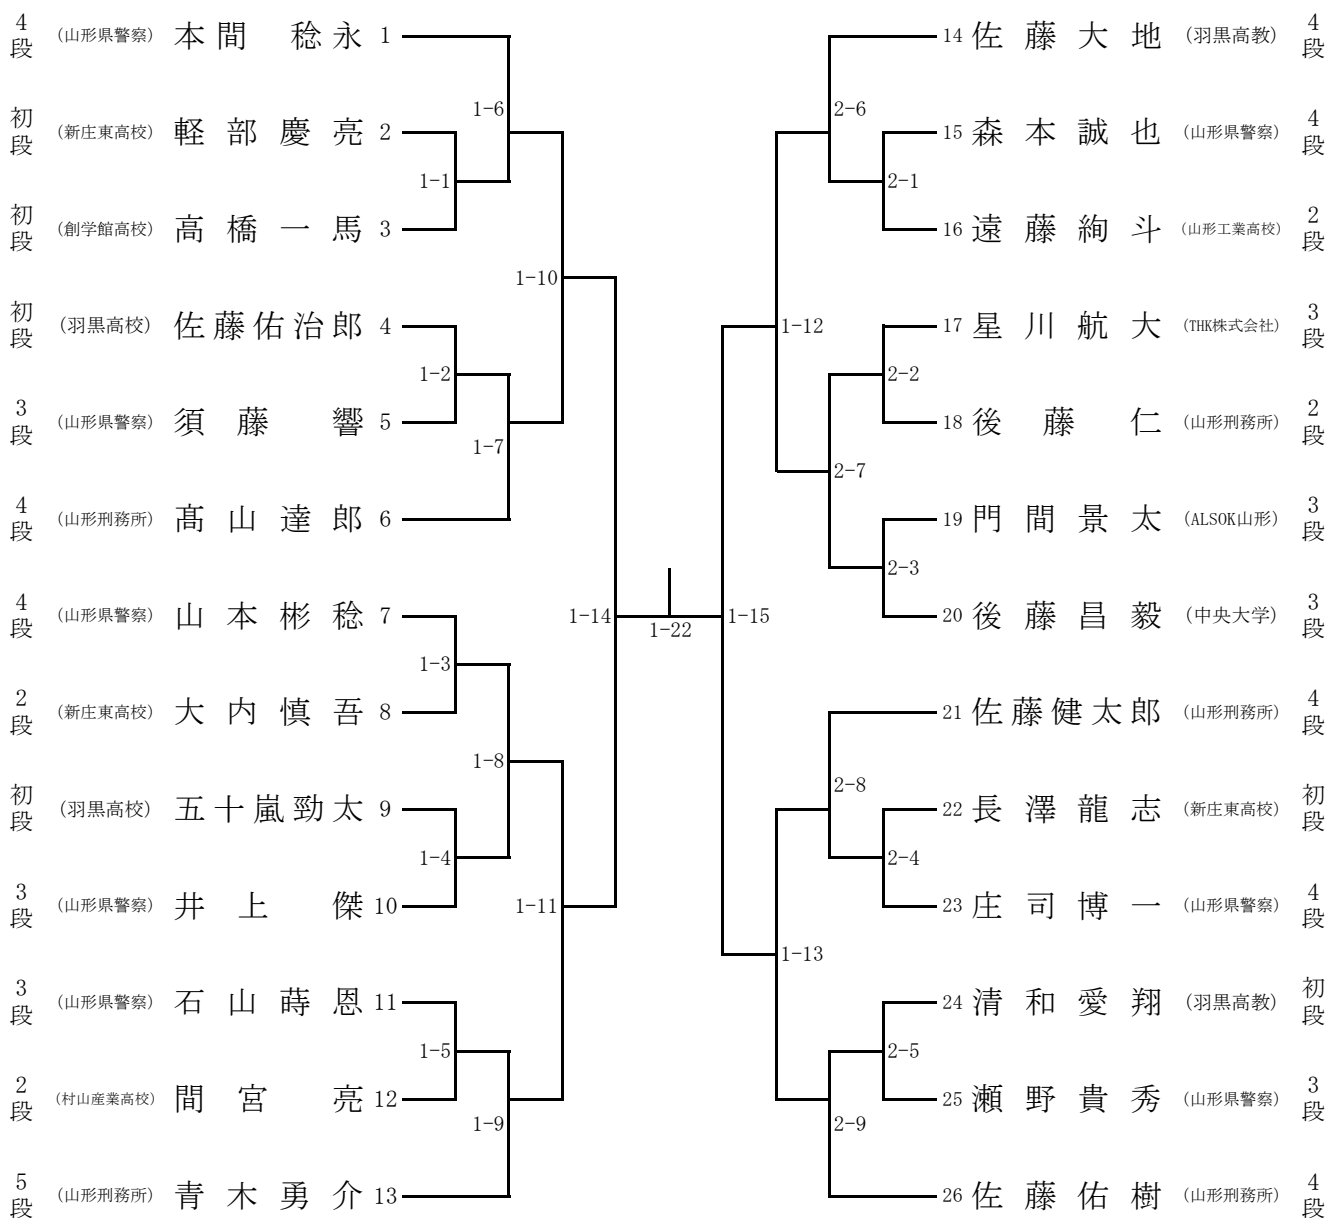 4段 (山形県警察) 本間 稔永 1
初段 (新庄東高校) 軽部慶亮 2
初段 (創学館高校) 高橋一馬 3
初段 (羽黒高校) 佐藤佑治郎 4
3段 (山形県警察) 須藤 響 5
4段 (山形刑務所) 髙山達郎 6
4段 (山形県警察) 山本彬稔 7
2段 (新庄東高校) 大内慎吾 8
初段 (羽黒高校) 五十嵐勁太 9
3段 (山形県警察) 井上 傑 10
3段 (山形県警察) 石山蒔恩 11
2段 (村山産業高校) 間宮 亮 12
5段 (山形刑務所) 青木勇介 13
1-6
1-1
1-10
1-2
1-7
1-14
1-3
1-8
1-4
1-11
1-5
1-9
1-22
1-15
2-6
2-1
1-12
2-2
2-7
2-3
2-8
2-4
1-13
2-5
2-9
14 佐藤大地 (羽黒高教) 4段
15 森本誠也 (山形県警察) 4段
16 遠藤絢斗 (山形工業高校) 2段
17 星川航大 (THK株式会社) 3段
18 後藤 仁 (山形刑務所) 2段
19 門間景太 (ALSOK山形) 3段
20 後藤昌毅 (中央大学) 3段
21 佐藤健太郎 (山形刑務所) 4段
22 長澤龍志 (新庄東高校) 初段
23 庄司博一 (山形県警察) 4段
24 清和愛翔 (羽黒高教) 初段
25 瀬野貴秀 (山形県警察) 3段
26 佐藤佑樹 (山形刑務所) 4段